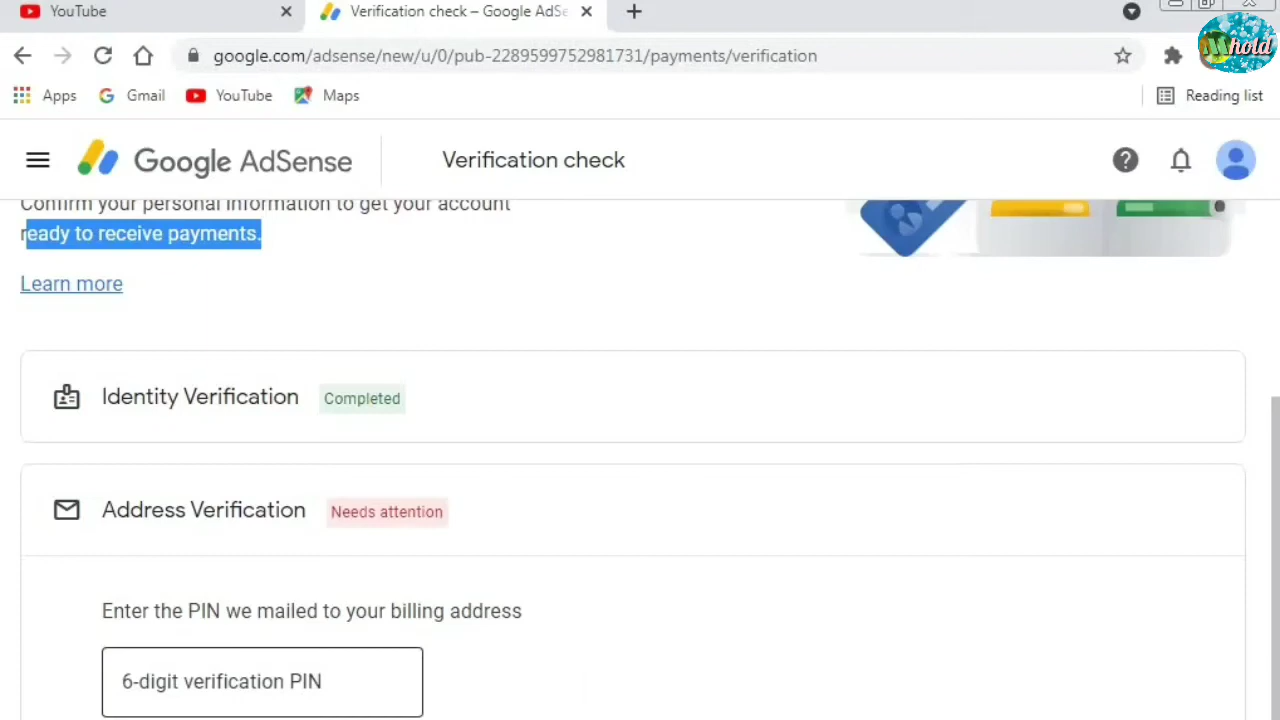 YouTube
Verification check – Google AdSe
google.com/adsense/new/u/0/pub-2289599752981731/payments/verification
Mhold
Apps
Gmail
YouTube
Maps
Reading list
Google AdSense
Verification check
Confirm your personal information to get your account
ready to receive payments.
Learn more
Identity Verification
Completed
Address Verification
Needs attention
Enter the PIN we mailed to your billing address
6-digit verification PIN